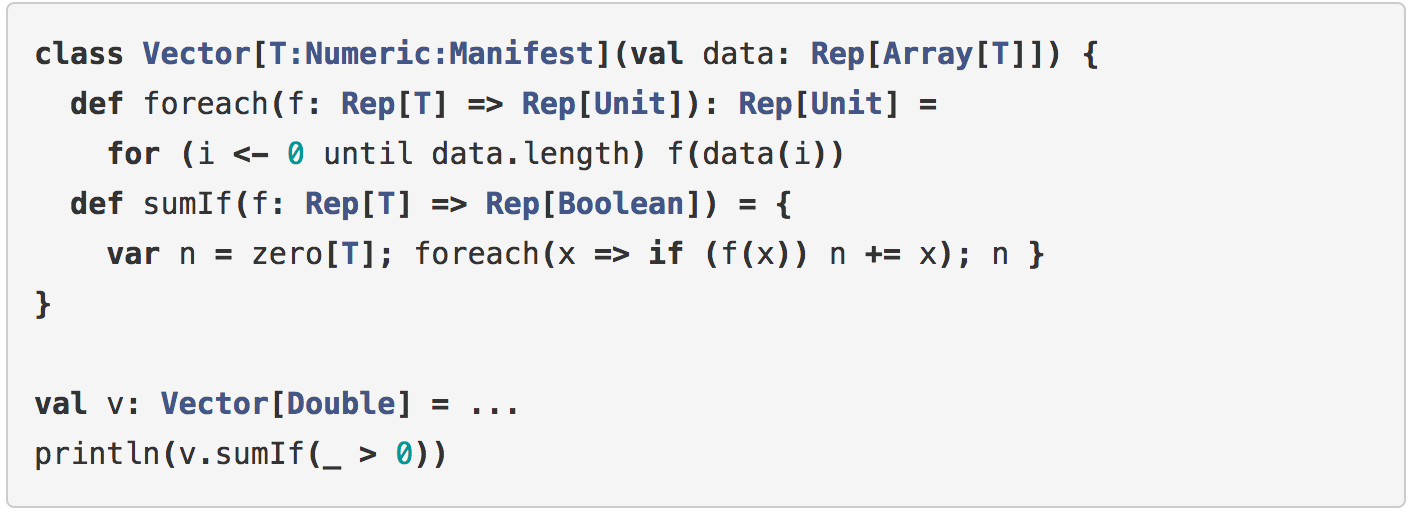 class Vector[T:Numeric:Manifest](val data: Rep[Array[T]]) {
  def foreach(f: Rep[T] => Rep[Unit]): Rep[Unit] =
    for (i <- 0 until data.length) f(data(i))
  def sumIf(f: Rep[T] => Rep[Boolean]) = {
    var n = zero[T]; foreach(x => if (f(x)) n += x); n }
}
val v: Vector[Double] = ...
println(v.sumIf(_ > 0))